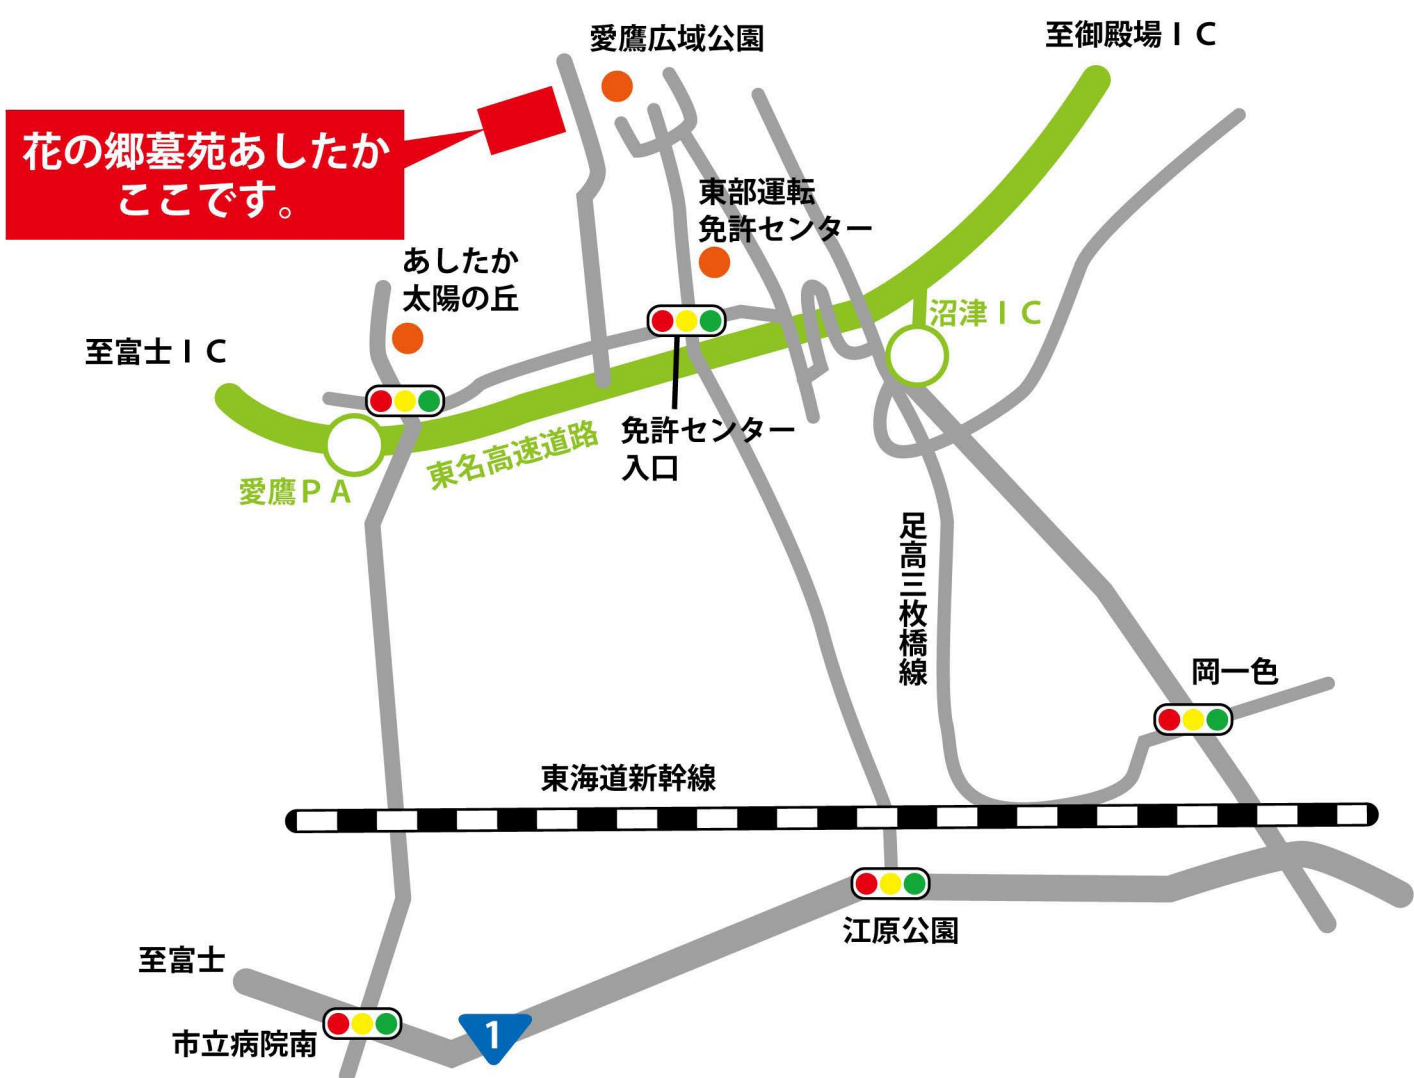 至御殿場ＩＣ
愛鷹広域公園
花の郷墓苑あしたか
ここです。
東部運転
免許センター
あしたか
太陽の丘
沼津ＩＣ
至富士ＩＣ
免許センター
入口
東名高速道路
愛鷹ＰＡ
足高三枚橋線
岡一色
東海道新幹線
江原公園
至富士
市立病院南
1